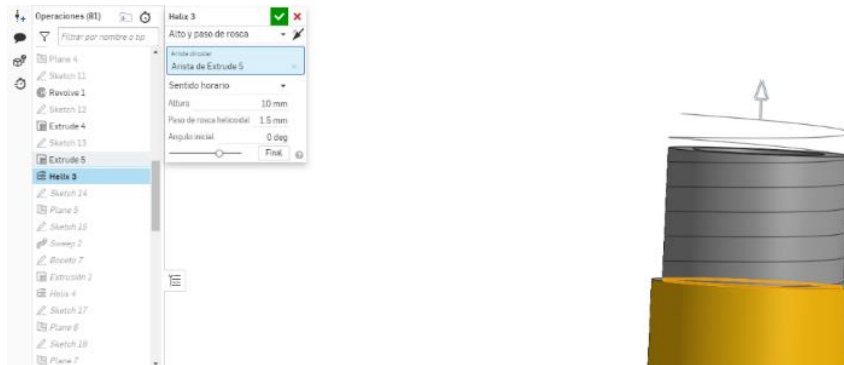 Operaciones (81)
Filtrar por nombre o tip
Plane 4
Sketch 11
Revolve 1
Sketch 12
Extrude 4
Sketch 13
Extrude 5
Helix 3
Sketch 14
Plane 5
Sketch 15
Sweep 2
Boceto 7
Extrusión 2
Helix 4
Sketch 17
Plane 6
Sketch 18
Plane 7
Helix 3
Alto y paso de rosca
Arista circular
Arista de Extrude 5
Sentido horario
Altura 10 mm
Paso de rosca helicoidal 1.5 mm
Angulo inicial 0 deg
Final